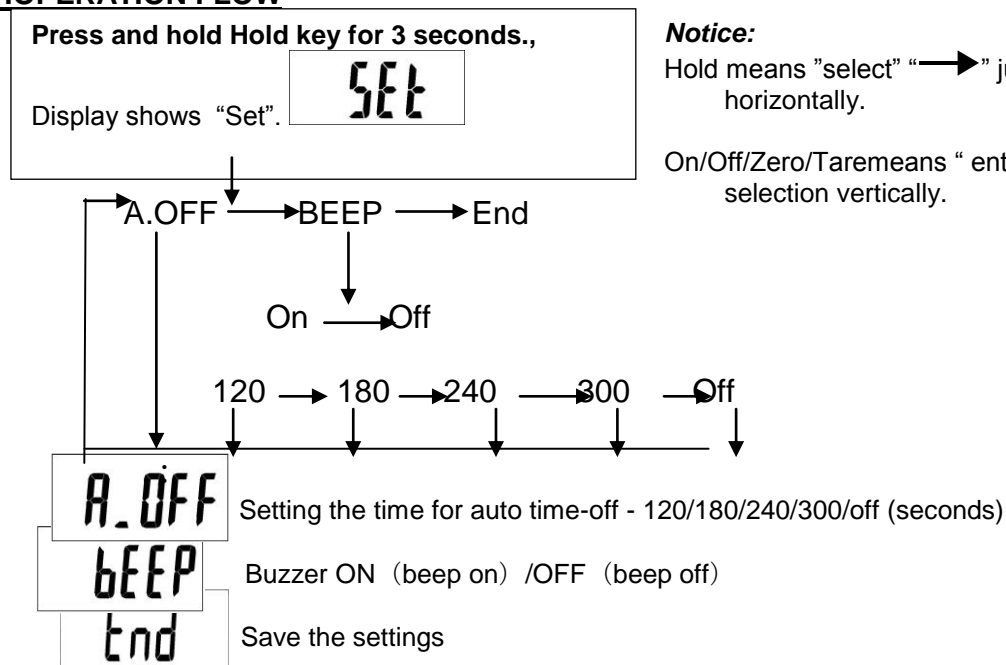 OPERATION FLOW
Press and hold Hold key for 3 seconds.,
Display shows “Set”. SEt
Notice:
Hold means ”select” “ ”
horizontally.
On/Off/Zero/Taremeans “
selection vertically.
A.OFF BEEP End
On Off
120 180 240 300 Off
A_OFF Setting the time for auto time-off - 120/180/240/300/off (seconds)
bEEP Buzzer ON（beep on）/OFF（beep off）
End Save the settings